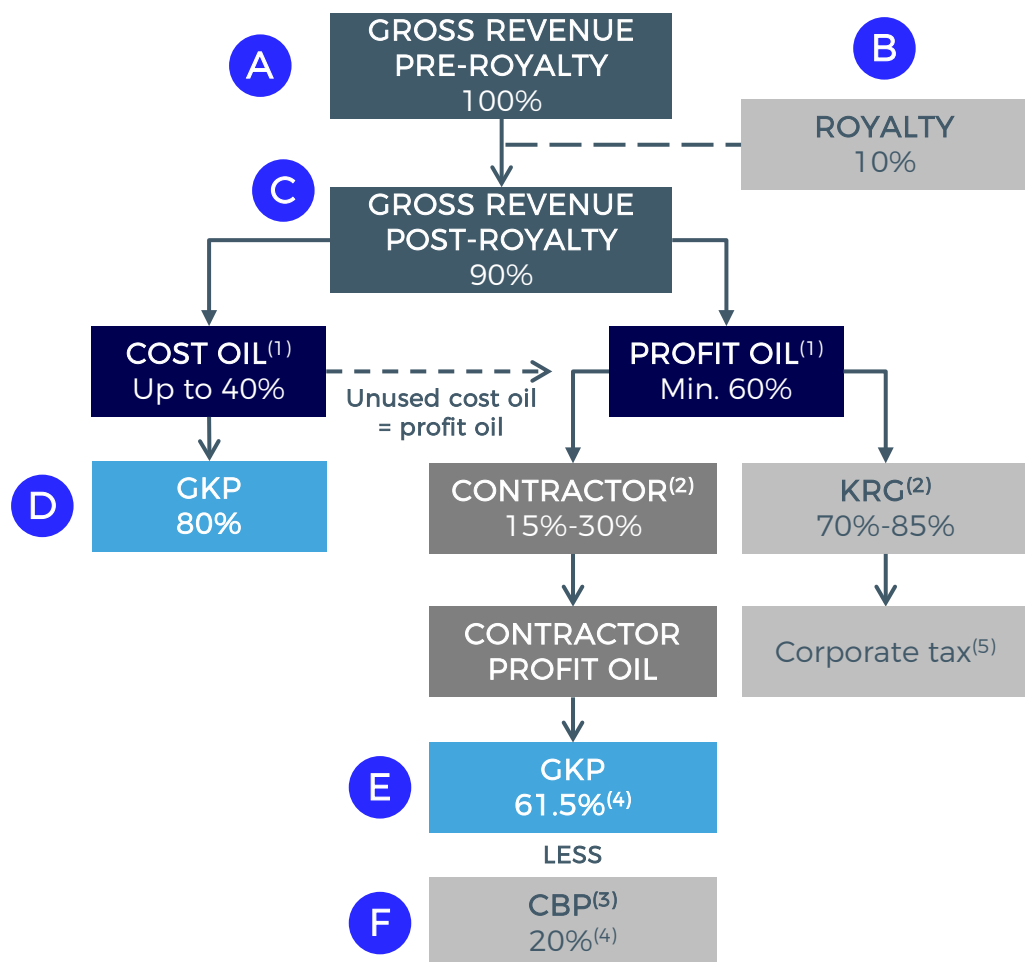 A
GROSS REVENUE
PRE-ROYALTY
100%
B
ROYALTY
10%
C
GROSS REVENUE
POST-ROYALTY
90%
COST OIL(1)
Up to 40%
Unused cost oil
= profit oil
PROFIT OIL(1)
Min. 60%
D
GKP
80%
CONTRACTOR(2)
15%-30%
KRG(2)
70%-85%
CONTRACTOR
PROFIT OIL
Corporate tax(5)
E
GKP
61.5%(4)
LESS
F
CBP(3)
20%(4)